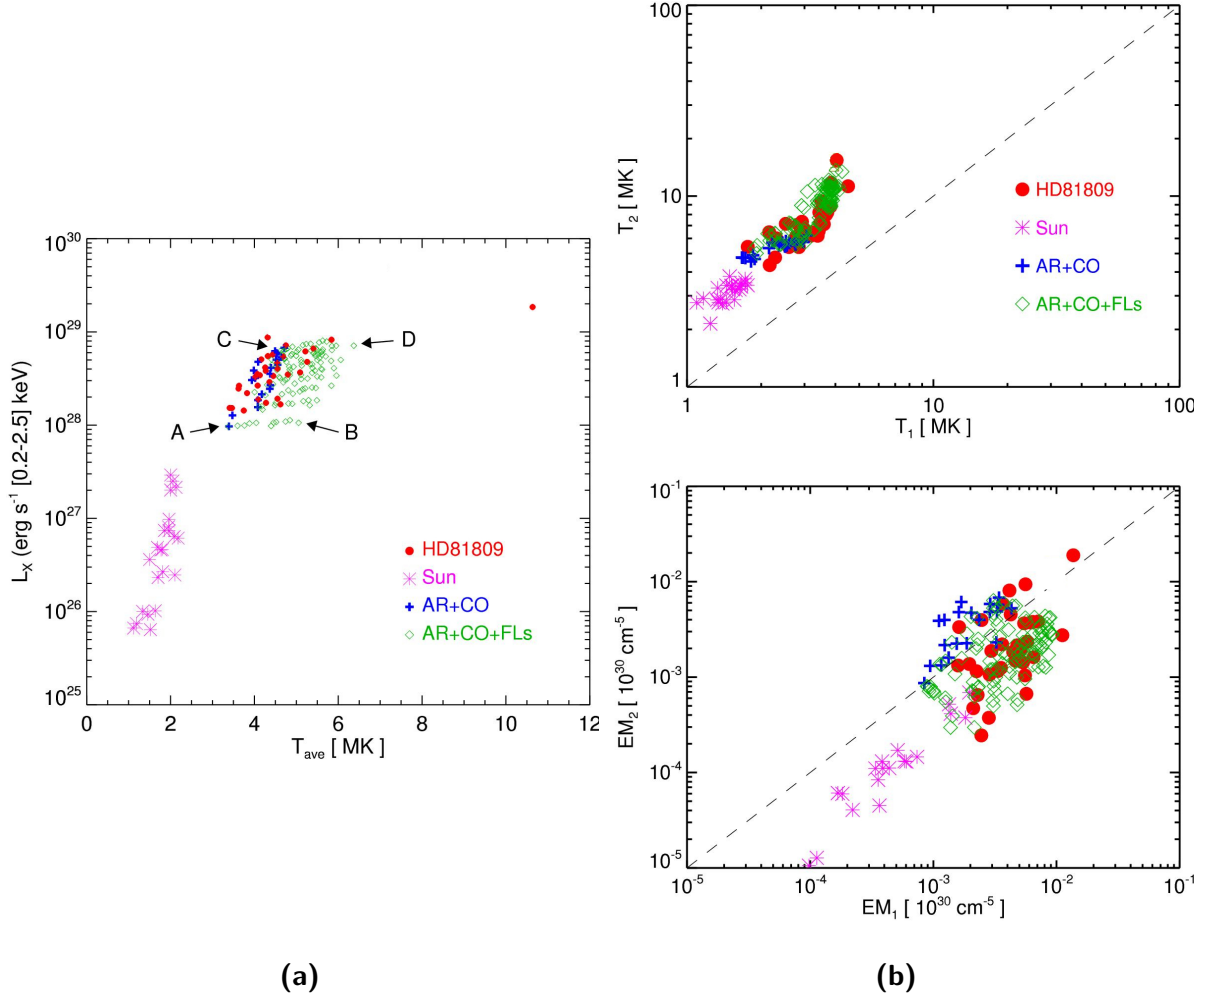 10^30
10^29
10^28
10^27
10^26
10^25
L_X (erg s^-1 [0.2-2.5] keV)
C
D
A
B
HD81809
Sun
AR+CO
AR+CO+FLs
0 2 4 6 8 10 12
T_ave [ MK ]
(a)
100
10
1
T_2 [ MK ]
HD81809
Sun
AR+CO
AR+CO+FLs
1 10 100
T_1 [ MK ]
10^-1
10^-2
10^-3
10^-4
10^-5
EM_2 [ 10^30 cm^-5 ]
10^-5 10^-4 10^-3 10^-2 10^-1
EM_1 [ 10^30 cm^-5 ]
(b)